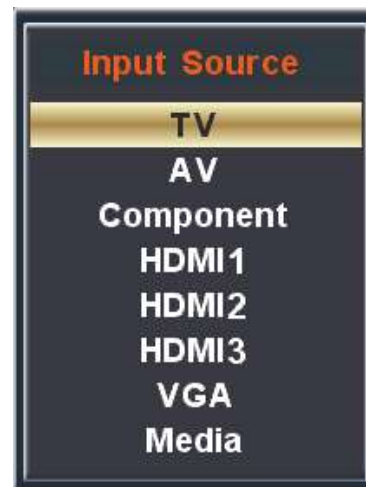 Input Source
TV
AV
Component
HDMI1
HDMI2
HDMI3
VGA
Media